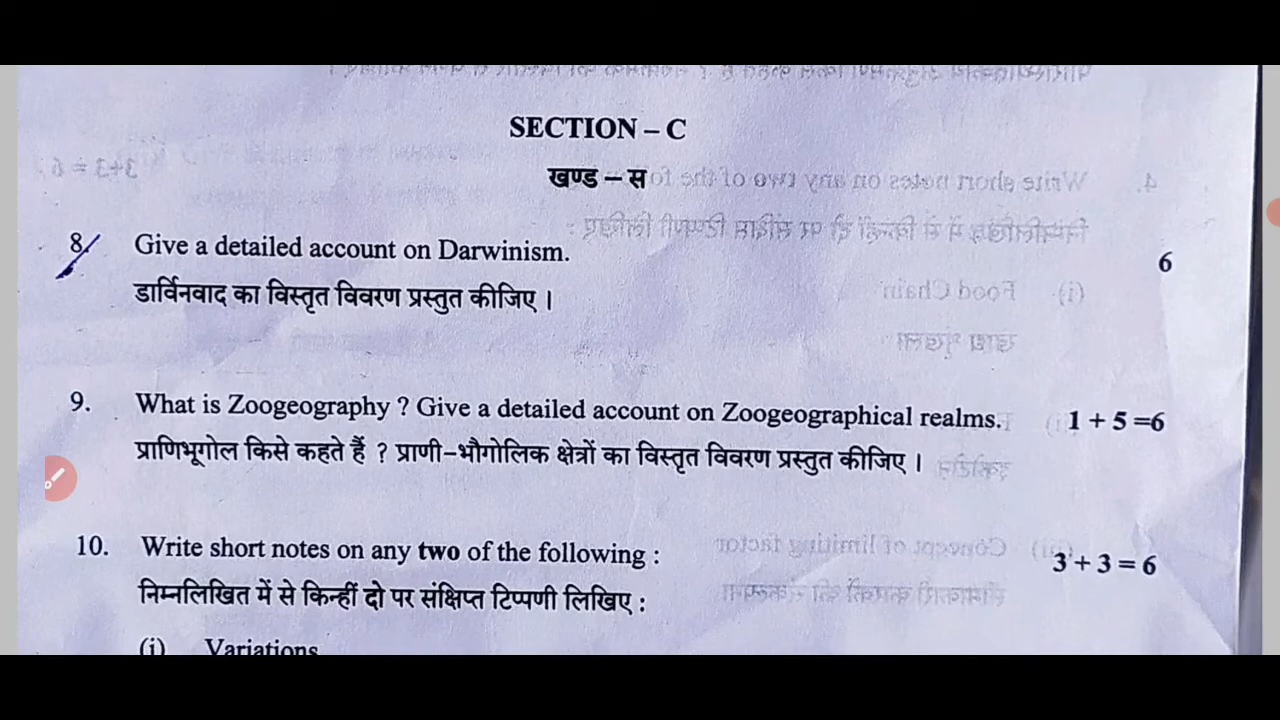 SECTION – C
खण्ड – स
8. Give a detailed account on Darwinism. 6
डार्विनवाद का विस्तृत विवरण प्रस्तुत कीजिए ।
9. What is Zoogeography ? Give a detailed account on Zoogeographical realms. 1 + 5 =6
प्राणिभूगोल किसे कहते हैं ? प्राणी-भौगोलिक क्षेत्रों का विस्तृत विवरण प्रस्तुत कीजिए ।
10. Write short notes on any two of the following : 3 + 3 = 6
निम्नलिखित में से किन्हीं दो पर संक्षिप्त टिप्पणी लिखिए :
(i) Variations